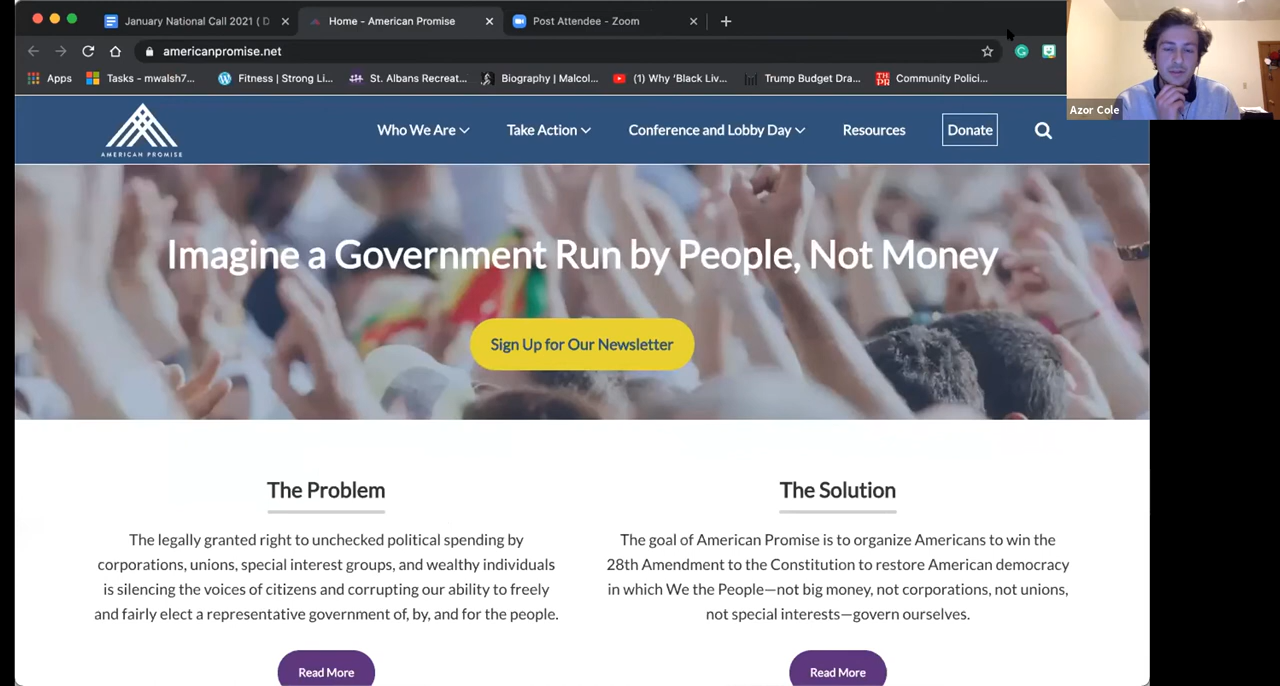 January National Call 2021 ( D
Home - American Promise
Post Attendee - Zoom
americanpromise.net
Apps
Tasks - mwalsh7...
Fitness | Strong Li...
St. Albans Recreat...
Biography | Malcol...
(1) Why 'Black Liv...
Trump Budget Dra...
Community Polici...
Azor Cole
AMERICAN PROMISE
Who We Are
Take Action
Conference and Lobby Day
Resources
Donate
Imagine a Government Run by People, Not Money
Sign Up for Our Newsletter
The Problem
The legally granted right to unchecked political spending by
corporations, unions, special interest groups, and wealthy individuals
is silencing the voices of citizens and corrupting our ability to freely
and fairly elect a representative government of, by, and for the people.
Read More
The Solution
The goal of American Promise is to organize Americans to win the
28th Amendment to the Constitution to restore American democracy
in which We the People—not big money, not corporations, not unions,
not special interests—govern ourselves.
Read More